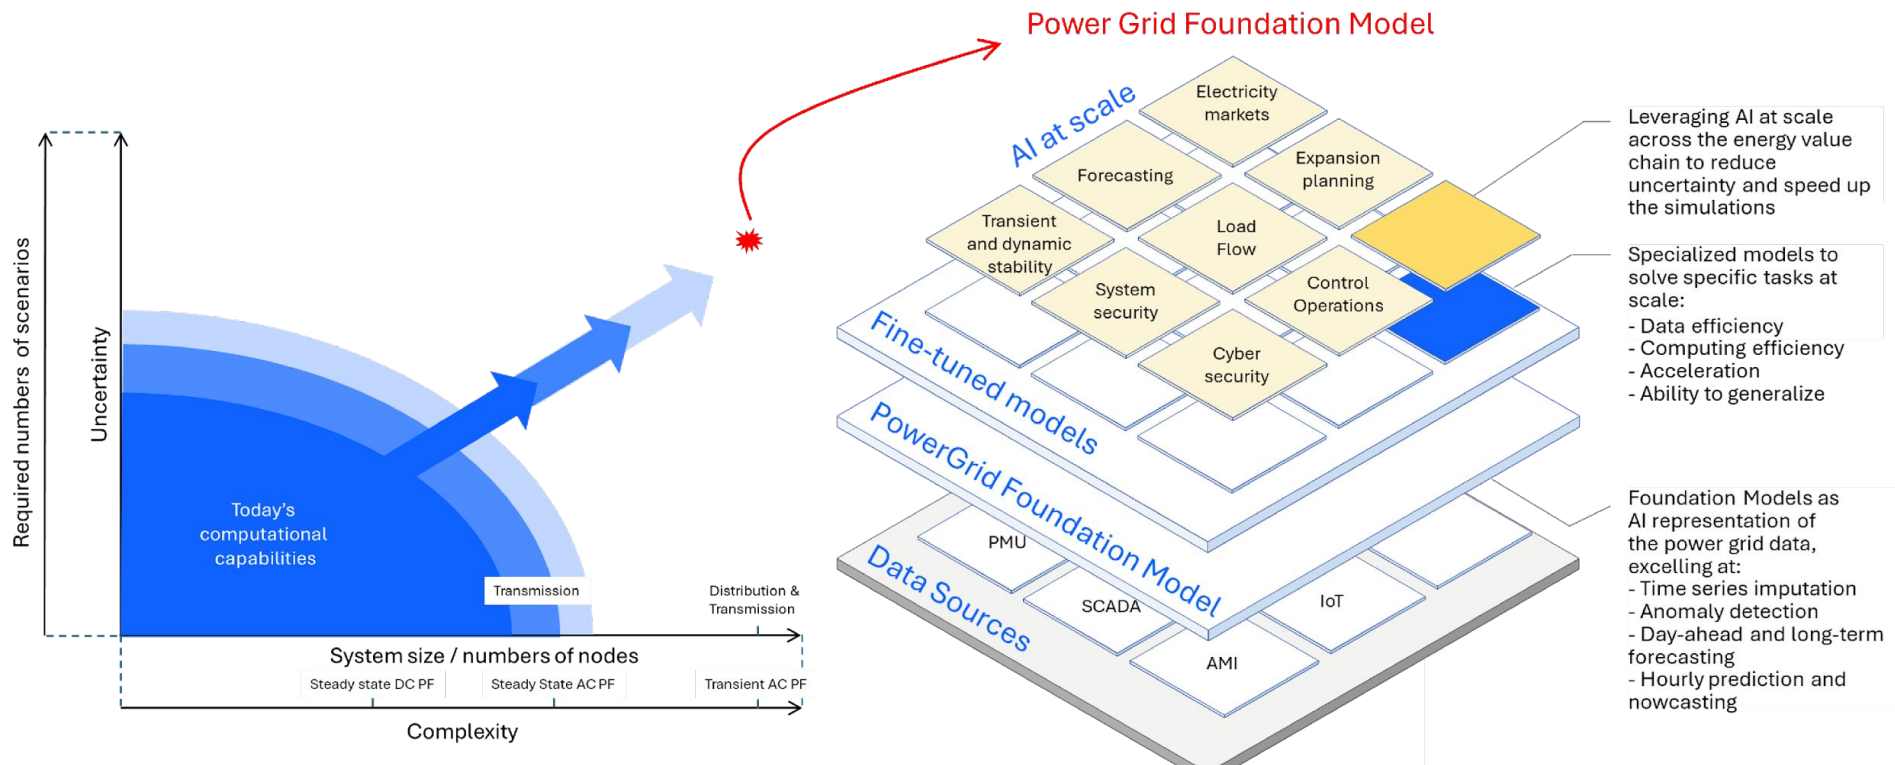 Power Grid Foundation Model
Required numbers of scenarios
Uncertainty
Today's
computational
capabilities
Transmission
Distribution &
Transmission
System size / numbers of nodes
Steady state DC PF
Steady State AC PF
Transient AC PF
Complexity
AI at scale
Electricity
markets
Forecasting
Expansion
planning
Transient
and dynamic
stability
Load
Flow
System
security
Control
Operations
Cyber
security
Fine-tuned models
PowerGrid Foundation Model
Data Sources
PMU
SCADA
IoT
AMI
Leveraging AI at scale
across the energy value
chain to reduce
uncertainty and speed up
the simulations
Specialized models to
solve specific tasks at
scale:
- Data efficiency
- Computing efficiency
- Acceleration
- Ability to generalize
Foundation Models as
AI representation of
the power grid data,
excelling at:
- Time series imputation
- Anomaly detection
- Day-ahead and long-term
forecasting
- Hourly prediction and
nowcasting